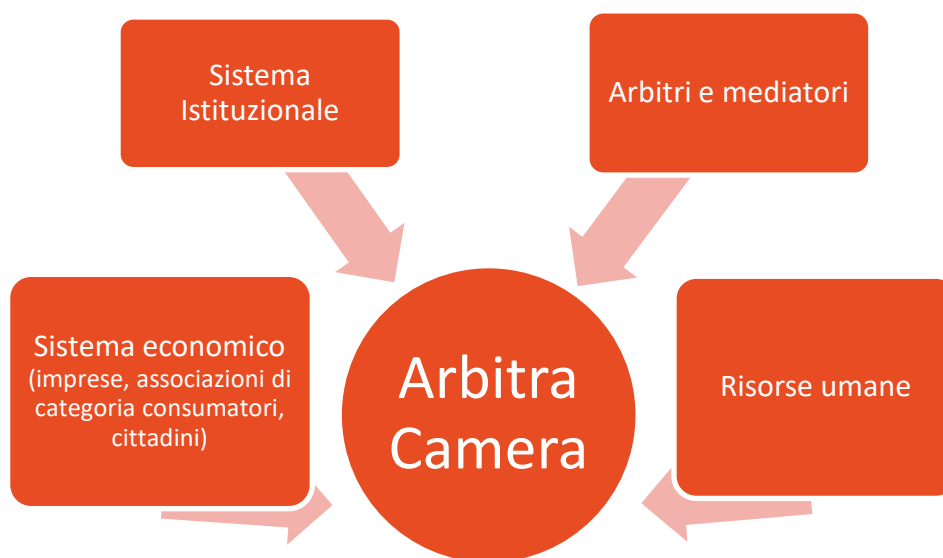 Sistema
Istituzionale
Arbitri e mediatori
Sistema economico
(imprese, associazioni di
categoria consumatori,
cittadini)
Arbitra
Camera
Risorse umane